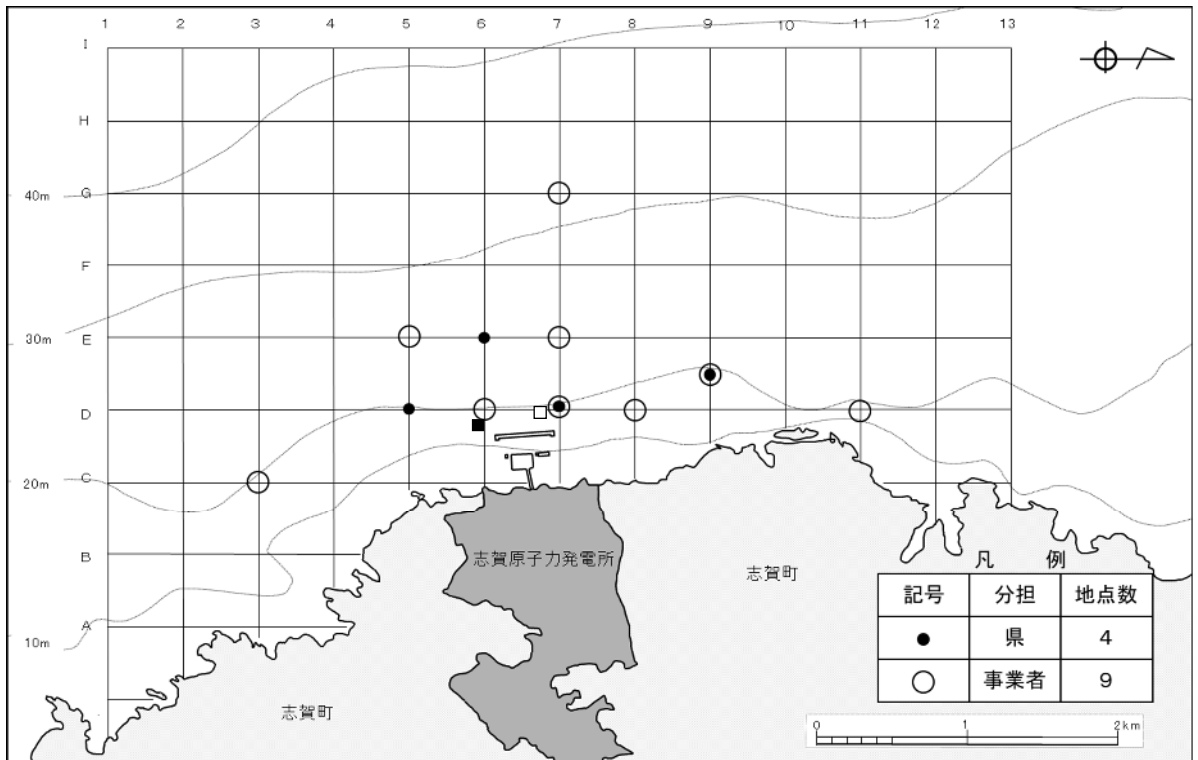 1 2 3 4 5 6 7 8 9 10 11 12 13
I
H
40m G
F
30m E
D
20m C
B
10m A
志賀原子力発電所
志賀町
志賀町
凡 例
記号 分担 地点数
● 県 4
○ 事業者 9
0 1 2km